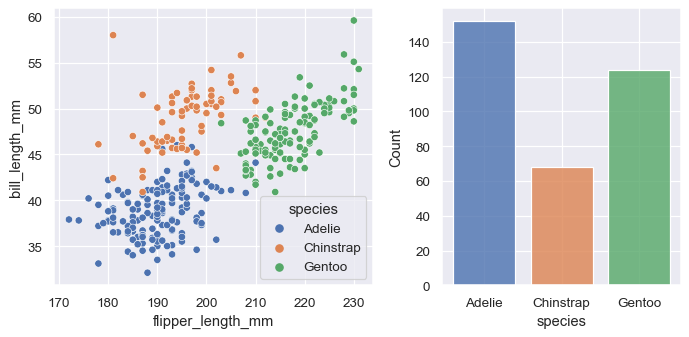 60
55
50
45
40
35
bill_length_mm
170 180 190 200 210 220 230
flipper_length_mm
species
Adelie
Chinstrap
Gentoo
140
120
100
80
60
40
20
0
Count
Adelie Chinstrap Gentoo
species